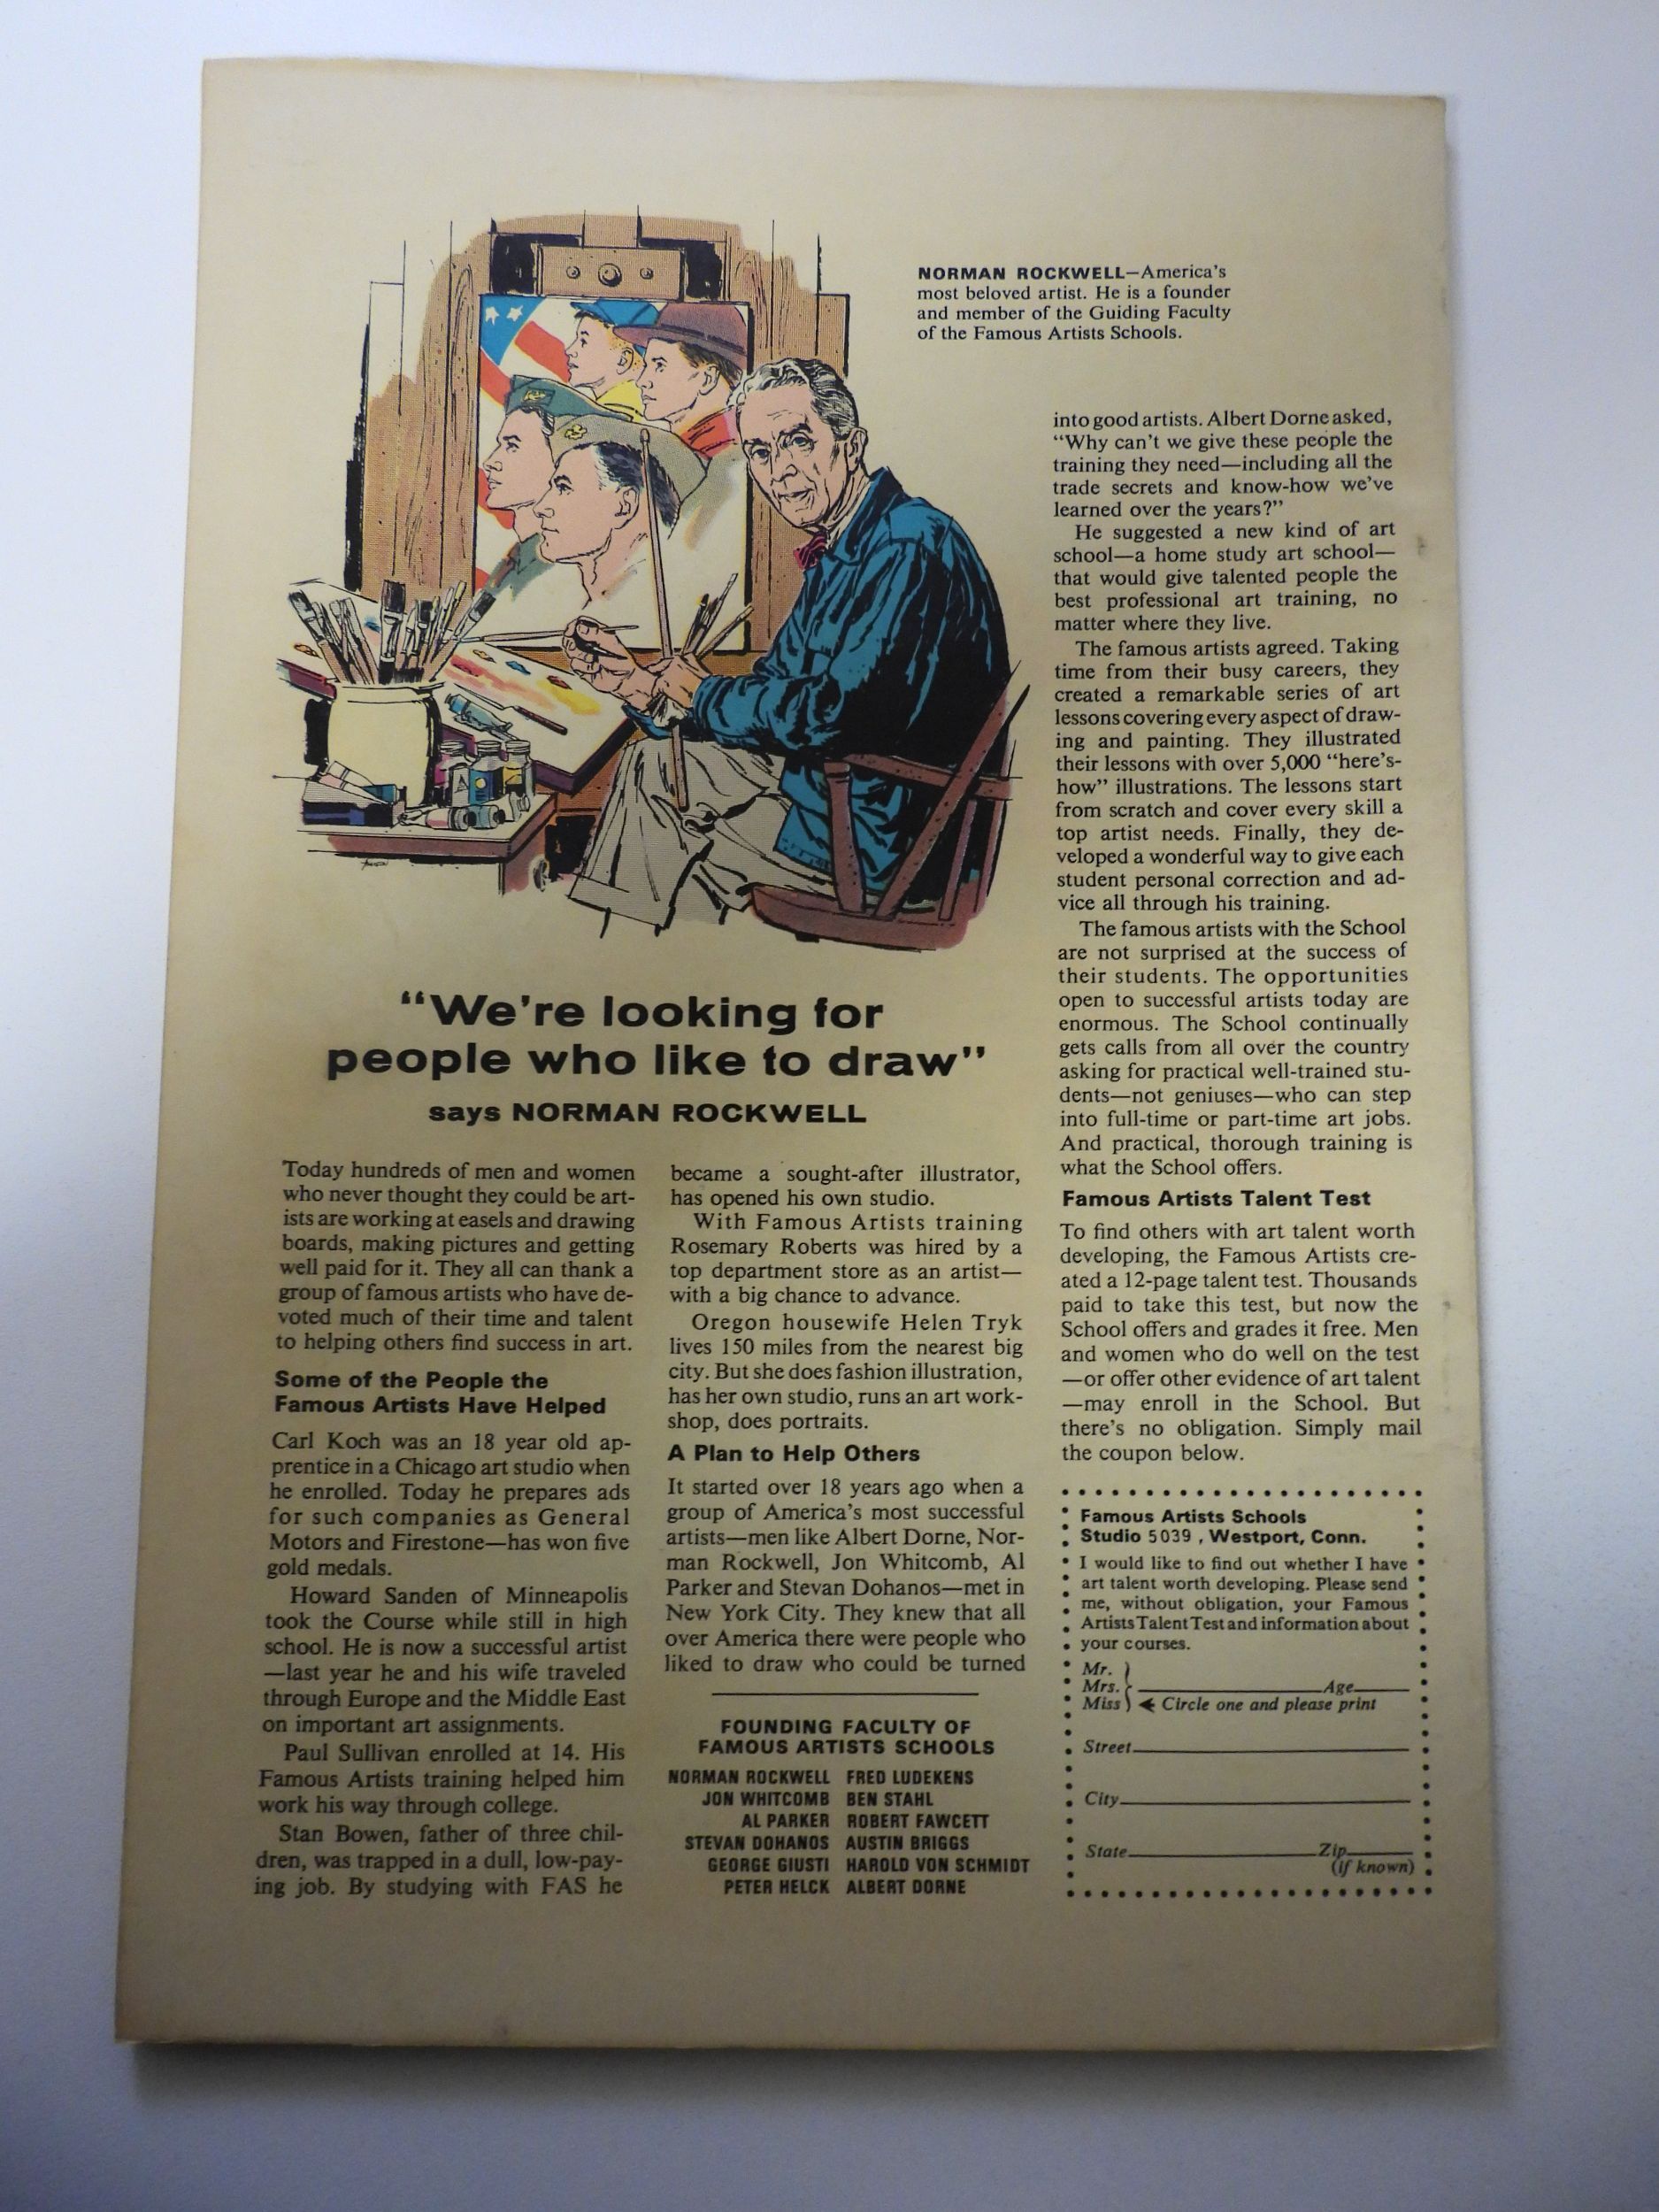 NORMAN ROCKWELL—America's
most beloved artist. He is a founder
and member of the Guiding Faculty
of the Famous Artists Schools.
"We're looking for
people who like to draw"
says NORMAN ROCKWELL
Today hundreds of men and women
who never thought they could be art-
ists are working at easels and drawing
boards, making pictures and getting
well paid for it. They all can thank a
group of famous artists who have de-
voted much of their time and talent
to helping others find success in art.
Some of the People the
Famous Artists Have Helped
Carl Koch was an 18 year old ap-
prentice in a Chicago art studio when
he enrolled. Today he prepares ads
for such companies as General
Motors and Firestone—has won five
gold medals.
Howard Sanden of Minneapolis
took the Course while still in high
school. He is now a successful artist
—last year he and his wife traveled
through Europe and the Middle East
on important art assignments.
Paul Sullivan enrolled at 14. His
Famous Artists training helped him
work his way through college.
Stan Bowen, father of three chil-
dren, was trapped in a dull, low-pay-
ing job. By studying with FAS he
became a sought-after illustrator,
has opened his own studio.
With Famous Artists training
Rosemary Roberts was hired by a
top department store as an artist—
with a big chance to advance.
Oregon housewife Helen Tryk
lives 150 miles from the nearest big
city. But she does fashion illustration,
has her own studio, runs an art work-
shop, does portraits.
A Plan to Help Others
It started over 18 years ago when a
group of America's most successful
artists—men like Albert Dorne, Nor-
man Rockwell, Jon Whitcomb, Al
Parker and Stevan Dohanos—met in
New York City. They knew that all
over America there were people who
liked to draw who could be turned
into good artists. Albert Dorne asked,
"Why can't we give these people the
training they need—including all the
trade secrets and know-how we've
learned over the years?"
He suggested a new kind of art
school—a home study art school—
that would give talented people the
best professional art training, no
matter where they live.
The famous artists agreed. Taking
time from their busy careers, they
created a remarkable series of art
lessons covering every aspect of draw-
ing and painting. They illustrated
their lessons with over 5,000 "here's-
how" illustrations. The lessons start
from scratch and cover every skill a
top artist needs. Finally, they de-
veloped a wonderful way to give each
student personal correction and ad-
vice all through his training.
The famous artists with the School
are not surprised at the success of
their students. The opportunities
open to successful artists today are
enormous. The School continually
gets calls from all over the country
asking for practical well-trained stu-
dents—not geniuses—who can step
into full-time or part-time art jobs.
And practical, thorough training is
what the School offers.
Famous Artists Talent Test
To find others with art talent worth
developing, the Famous Artists cre-
ated a 12-page talent test. Thousands
paid to take this test, but now the
School offers and grades it free. Men
and women who do well on the test
—or offer other evidence of art talent
—may enroll in the School. But
there's no obligation. Simply mail
the coupon below.
FOUNDING FACULTY OF
FAMOUS ARTISTS SCHOOLS
NORMAN ROCKWELL FRED LUDEKENS
JON WHITCOMB BEN STAHL
AL PARKER ROBERT FAWCETT
STEVAN DOHANOS AUSTIN BRIGGS
GEORGE GIUSTI HAROLD VON SCHMIDT
PETER HELCK ALBERT DORNE
Famous Artists Schools
Studio 5039 , Westport, Conn.
I would like to find out whether I have
art talent worth developing. Please send
me, without obligation, your Famous
Artists Talent Test and information about
your courses.
Mr.
Mrs. Age
Miss Circle one and please print
Street
City
State Zip
(if known)